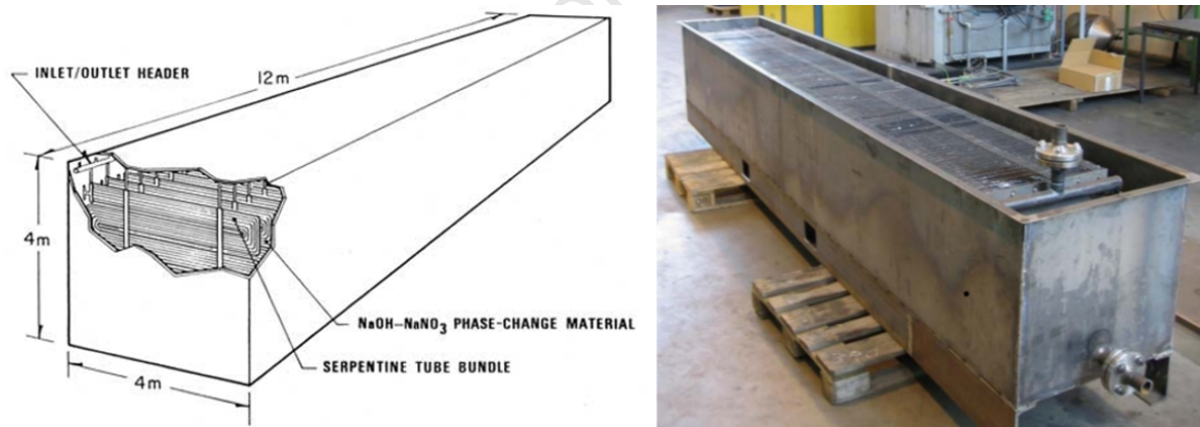 12m
INLET/OUTLET HEADER
4m
NaOH–NaNO3 PHASE-CHANGE MATERIAL
SERPENTINE TUBE BUNDLE
4m